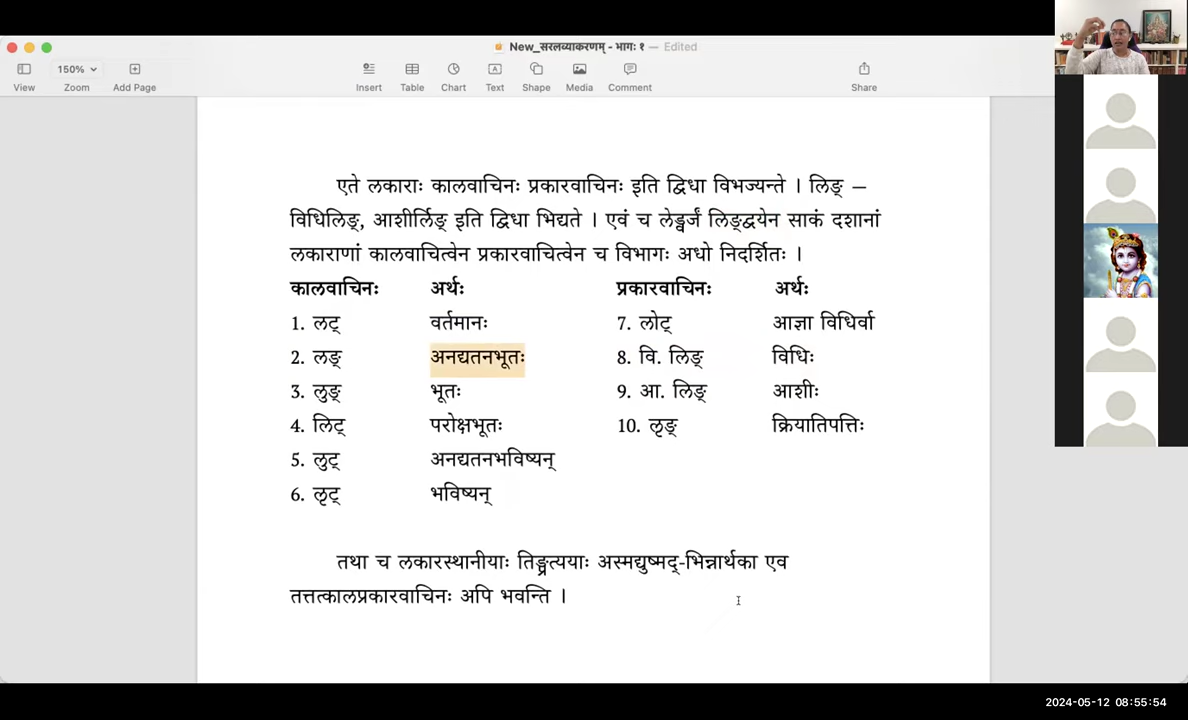 New_सरलव्याकरणम् - भागः १ — Edited
150%
View Zoom Add Page Insert Table Chart Text Shape Media Comment Share
एते लकाराः कालवाचिनः प्रकारवाचिनः इति द्विधा विभज्यन्ते । लिङ् –
विधिलिङ्, आशीर्लिङ् इति द्विधा भिद्यते । एवं च लेड्वर्जं लिङ्द्वयेन साकं दशानां
लकाराणां कालवाचित्वेन प्रकारवाचित्वेन च विभागः अधो निदर्शितः ।
कालवाचिनः अर्थः प्रकारवाचिनः अर्थः
1. लट् वर्तमानः 7. लोट् आज्ञा विधिर्वा
2. लङ् अनद्यतनभूतः 8. वि. लिङ् विधिः
3. लुङ् भूतः 9. आ. लिङ् आशीः
4. लिट् परोक्षभूतः 10. लृङ् क्रियातिपत्तिः
5. लुट् अनद्यतनभविष्यन्
6. लृट् भविष्यन्
तथा च लकारस्थानीयाः तिङ्प्रत्ययाः अस्मद्युष्मद्-भिन्नार्थका एव
तत्तत्कालप्रकारवाचिनः अपि भवन्ति ।
2024-05-12 08:55:54